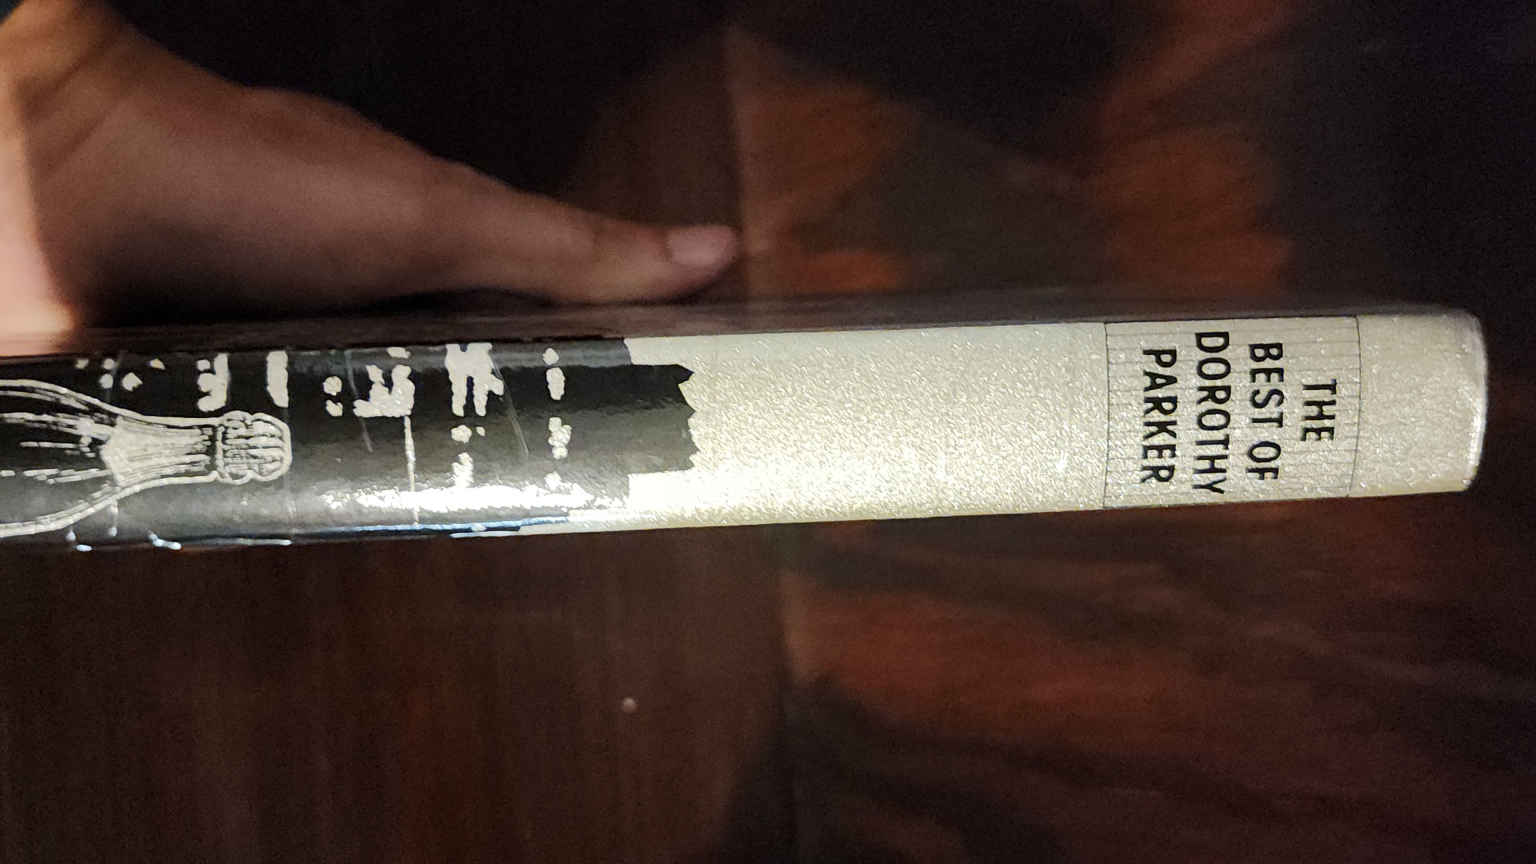 THE
BEST OF
DOROTHY
PARKER